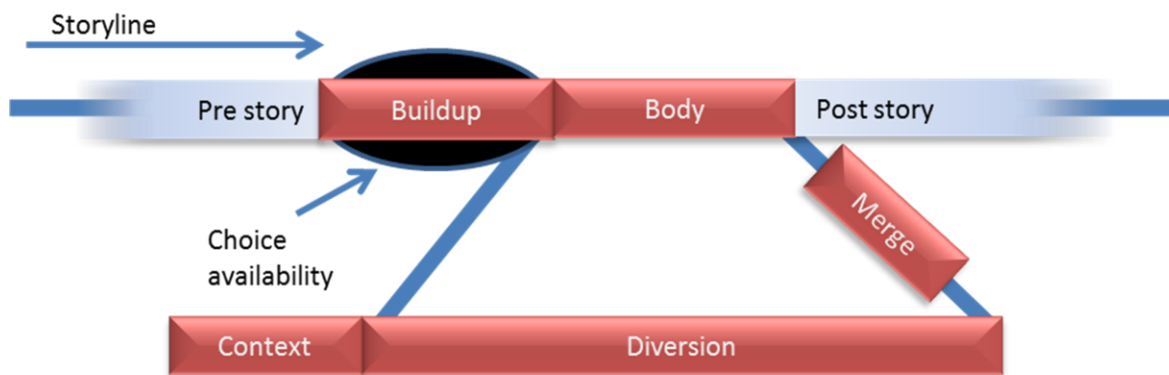 Storyline
Pre story
Buildup
Body
Post story
Choice
availability
Merge
Context
Diversion